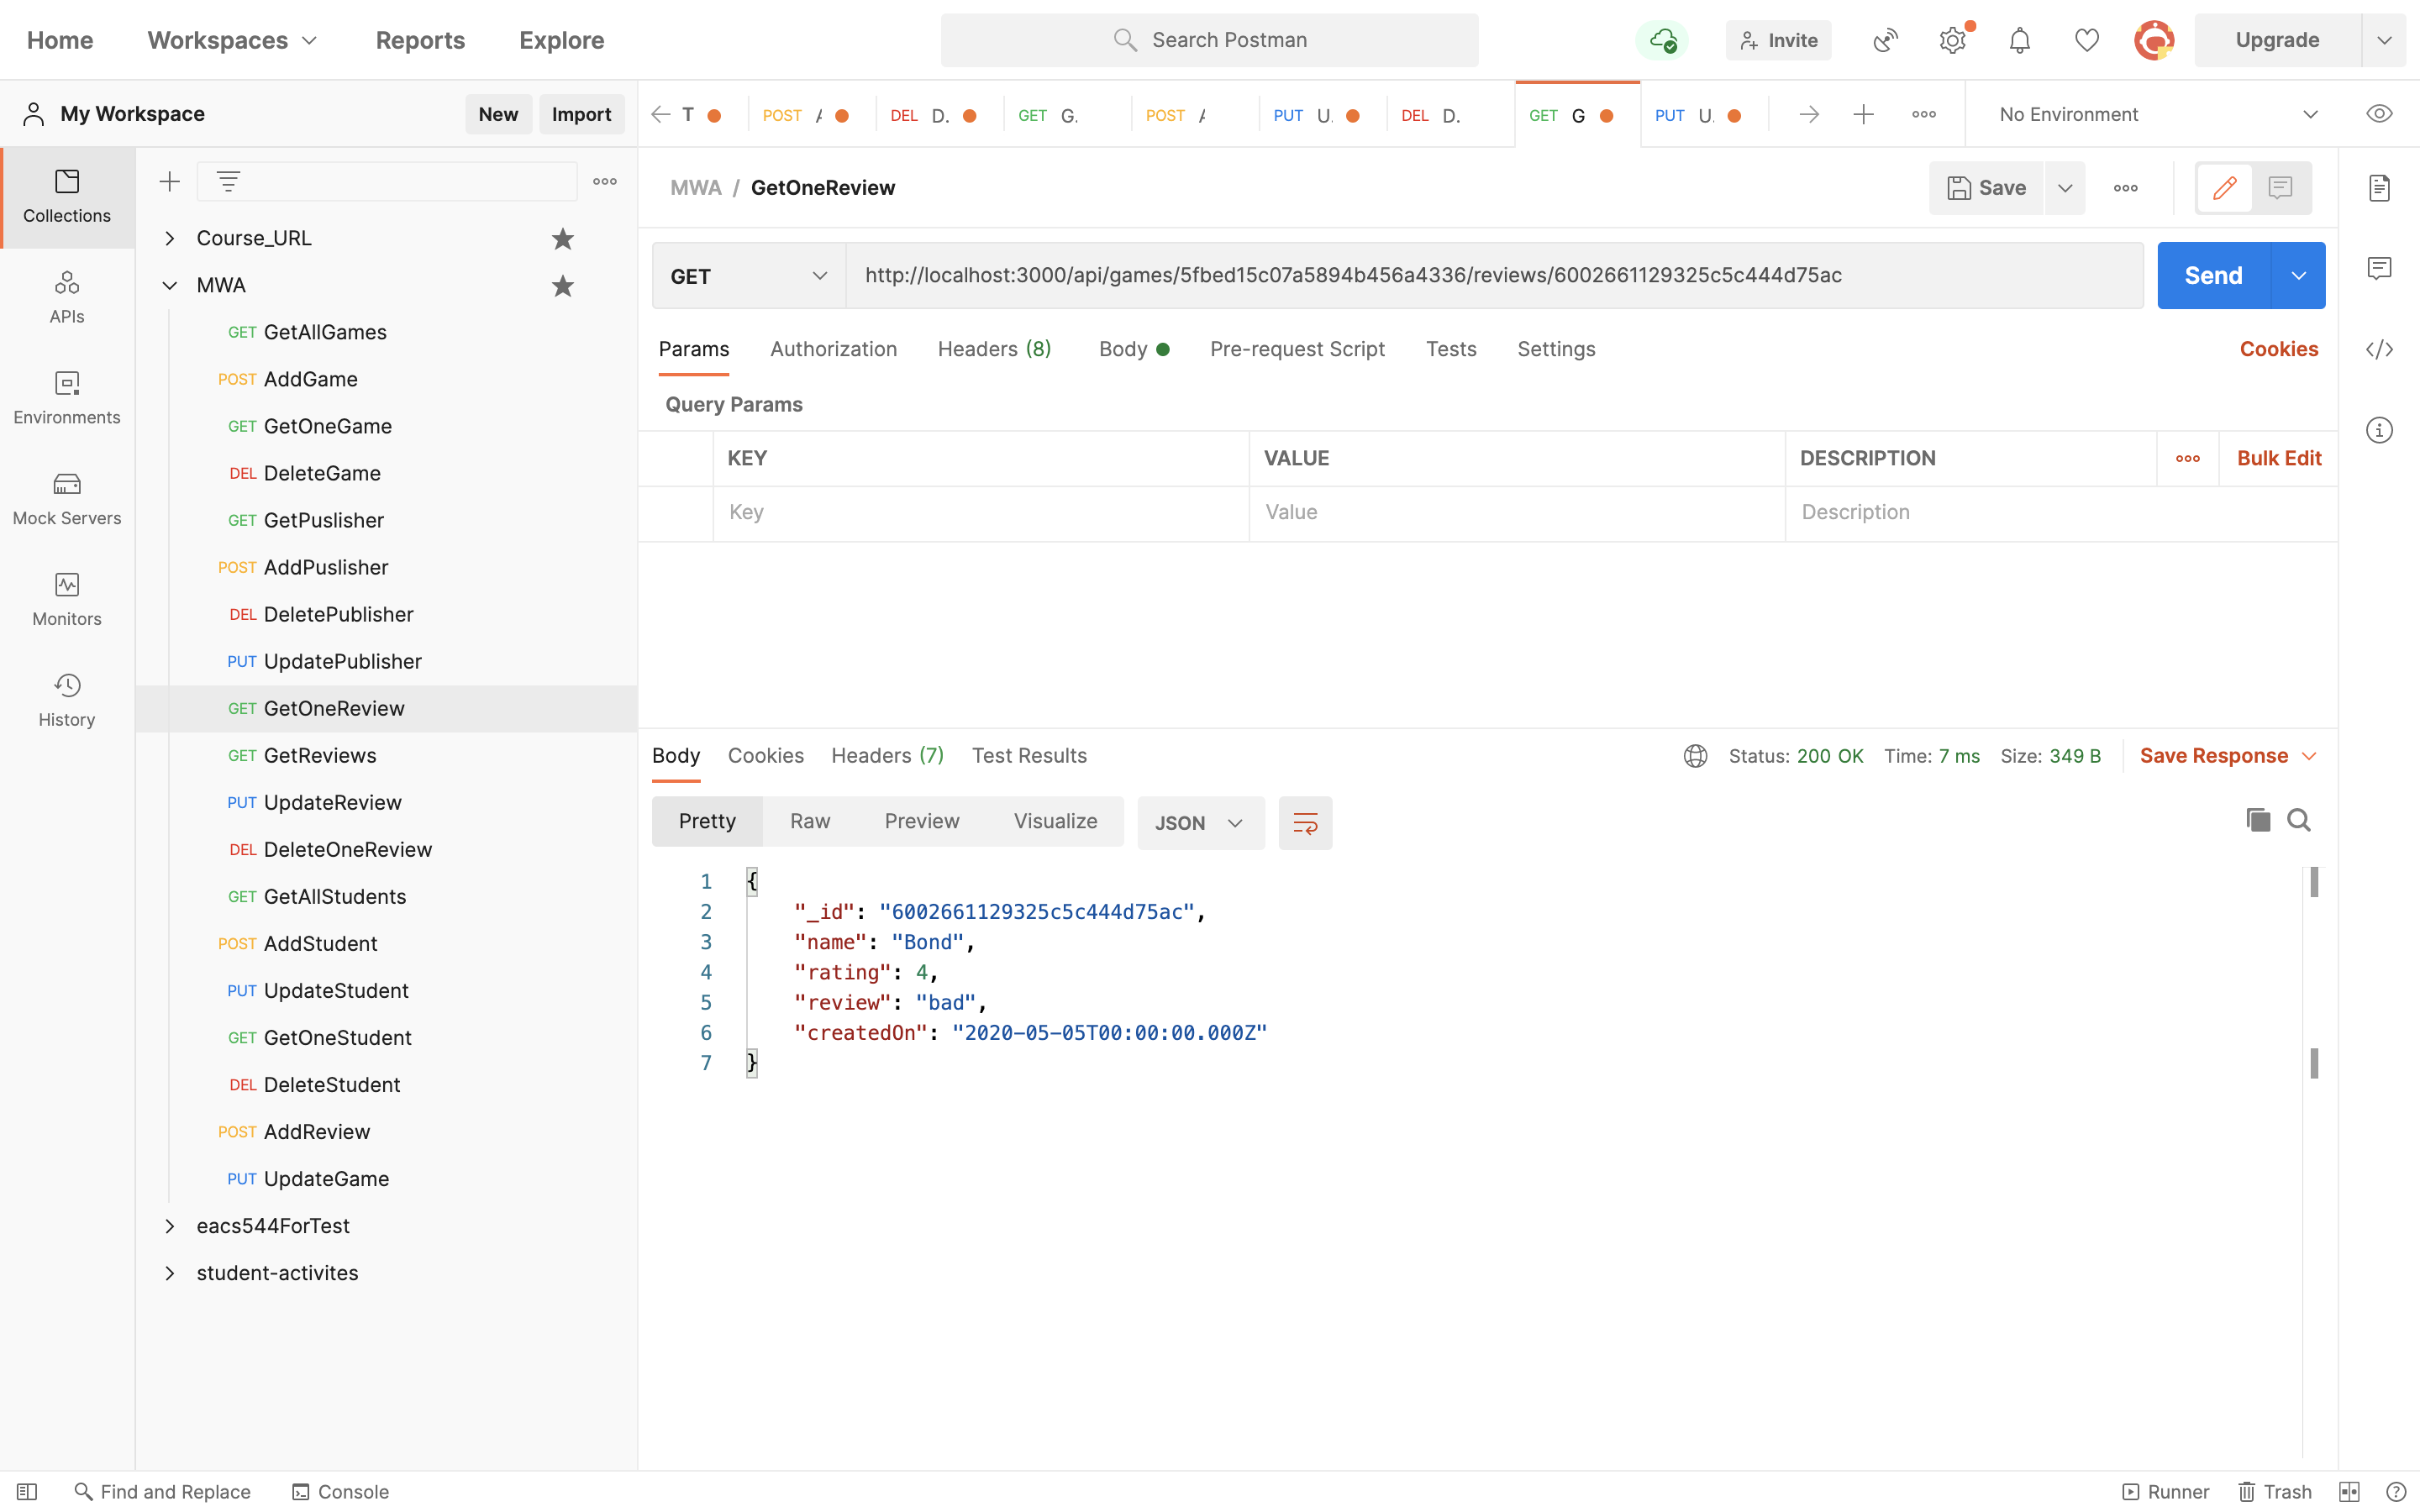 Home Workspaces Reports Explore Search Postman Invite Upgrade
My Workspace New Import T POST A DEL D. GET G. POST A PUT U. DEL D. GET G PUT U. No Environment
Collections
APIs
Environments
Mock Servers
Monitors
History
Course_URL
MWA
GET GetAllGames
POST AddGame
GET GetOneGame
DEL DeleteGame
GET GetPuslisher
POST AddPuslisher
DEL DeletePublisher
PUT UpdatePublisher
GET GetOneReview
GET GetReviews
PUT UpdateReview
DEL DeleteOneReview
GET GetAllStudents
POST AddStudent
PUT UpdateStudent
GET GetOneStudent
DEL DeleteStudent
POST AddReview
PUT UpdateGame
eacs544ForTest
student-activites
MWA / GetOneReview Save
GET http://localhost:3000/api/games/5fbed15c07a5894b456a4336/reviews/6002661129325c5c444d75ac Send
Params Authorization Headers (8) Body Pre-request Script Tests Settings Cookies
Query Params
KEY VALUE DESCRIPTION Bulk Edit
Key Value Description
Body Cookies Headers (7) Test Results Status: 200 OK Time: 7 ms Size: 349 B Save Response
Pretty Raw Preview Visualize JSON
1 {
2 "_id": "6002661129325c5c444d75ac",
3 "name": "Bond",
4 "rating": 4,
5 "review": "bad",
6 "createdOn": "2020-05-05T00:00:00.000Z"
7 }
Find and Replace Console Runner Trash